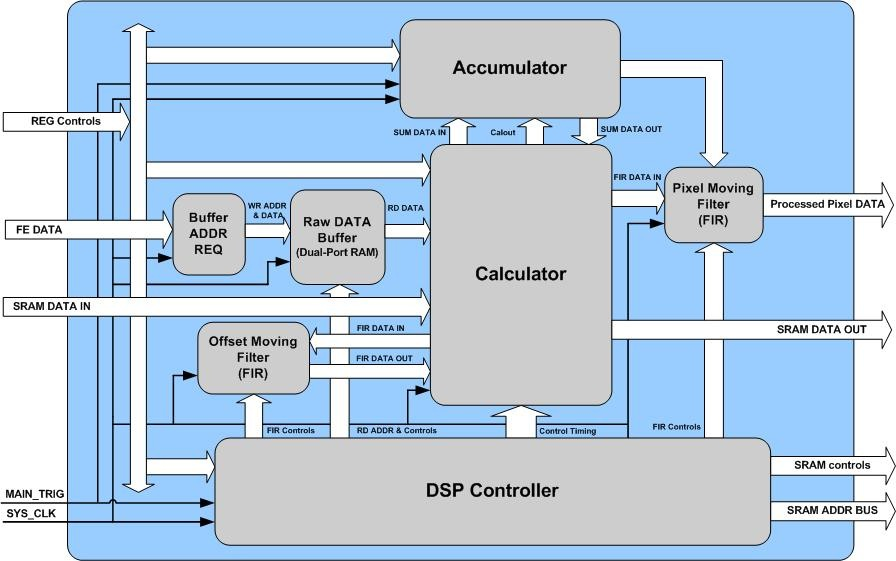 Accumulator
REG Controls
SUM DATA IN
Calout
SUM DATA OUT
FIR DATA IN
Pixel Moving
Filter
(FIR)
Processed Pixel DATA
Buffer
ADDR
REQ
WR ADDR
& DATA
Raw DATA
Buffer
(Dual-Port RAM)
RD DATA
FE DATA
Calculator
SRAM DATA IN
FIR DATA IN
SRAM DATA OUT
Offset Moving
Filter
(FIR)
FIR DATA OUT
FIR Controls
RD ADDR & Controls
Control Timing
FIR Controls
SRAM controls
DSP Controller
MAIN_TRIG
SRAM ADDR BUS
SYS_CLK